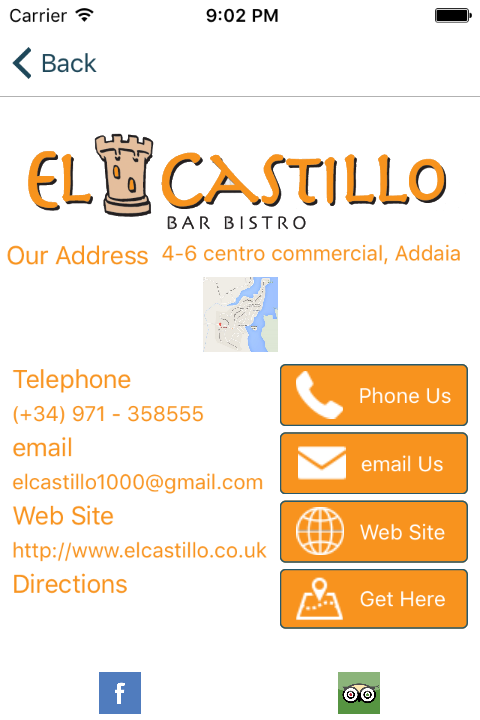 Carrier 9:02 PM
Back
EL CASTILLO
BAR BISTRO
Our Address 4-6 centro commercial, Addaia
Telephone
(+34) 971 - 358555
Phone Us
email
elcastillo1000@gmail.com
email Us
Web Site
http://www.elcastillo.co.uk
Web Site
Directions
Get Here
f